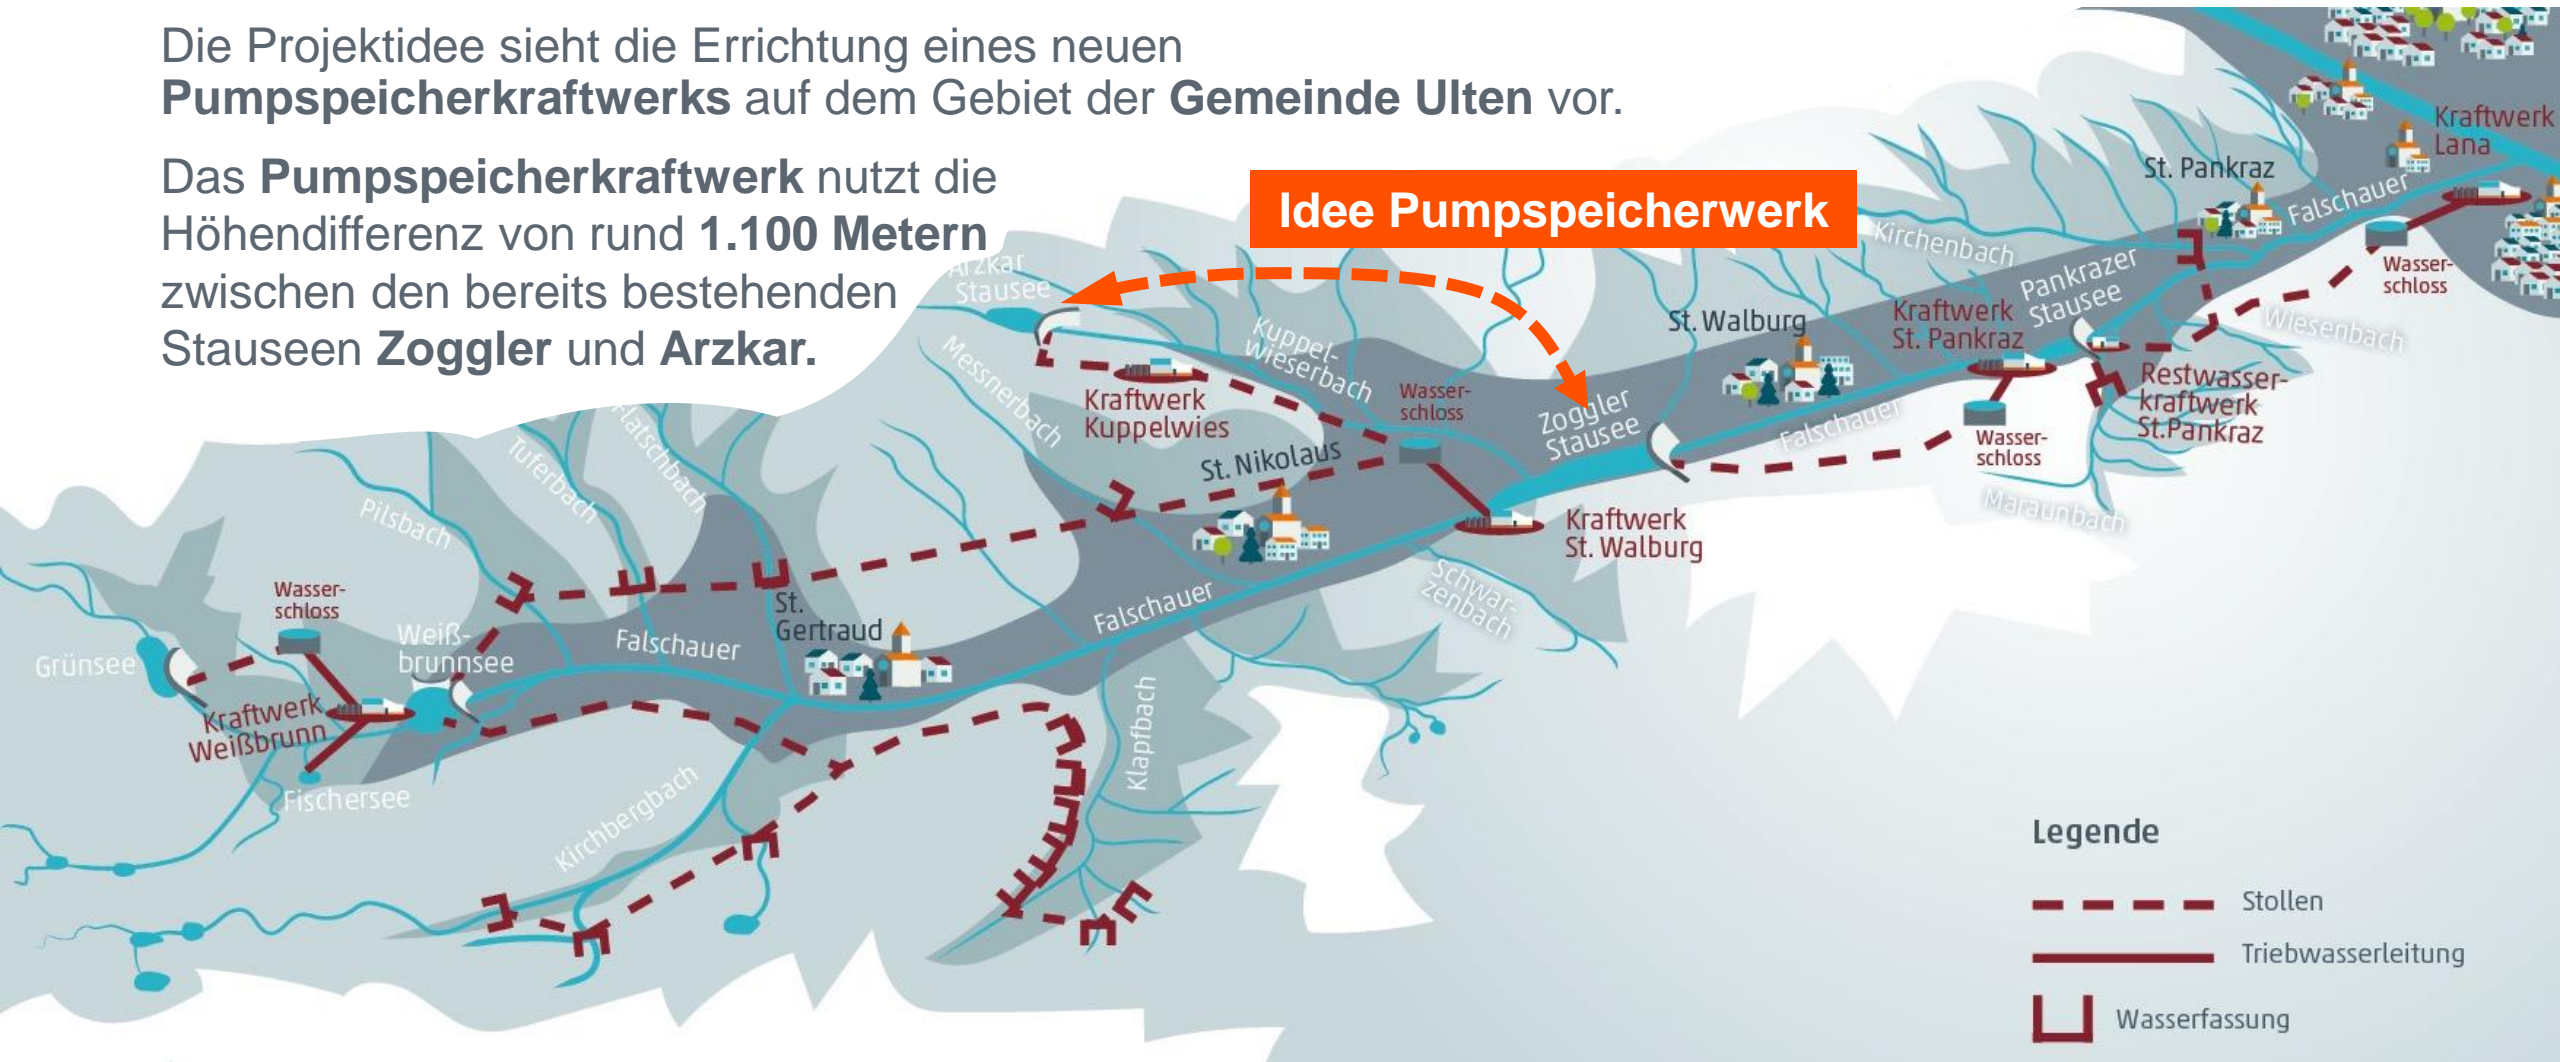 Die Projektidee sieht die Errichtung eines neuen
Pumpspeicherkraftwerks auf dem Gebiet der Gemeinde Ulten vor.
Das Pumpspeicherkraftwerk nutzt die
Höhendifferenz von rund 1.100 Metern
zwischen den bereits bestehenden
Stauseen Zoggler und Arzkar.
Idee Pumpspeicherwerk
Kraftwerk
Lana
St. Pankraz
Falschauer
Wasser-
schloss
Kirchenbach
Pankrazer
Stausee
Wiesenbach
Arzkar
Stausee
Kuppel-
wieserbach
Messnerbach
Kraftwerk
Kuppelwies
Wasser-
schloss
St. Walburg
Kraftwerk
St. Pankraz
Zoggler
Stausee
Falschauer
Wasser-
schloss
Restwasser-
kraftwerk
St.Pankraz
Maraunbach
Flatschbach
Tuferbach
Pilsbach
St. Nikolaus
Kraftwerk
St. Walburg
Schwar-
zenbach
Falschauer
Wasser-
schloss
Weiß-
brunnsee
Falschauer
St.
Gertraud
Grünsee
Kraftwerk
Weißbrunn
Fischersee
Kirchbergbach
Klapfbach
Legende
Stollen
Triebwasserleitung
Wasserfassung